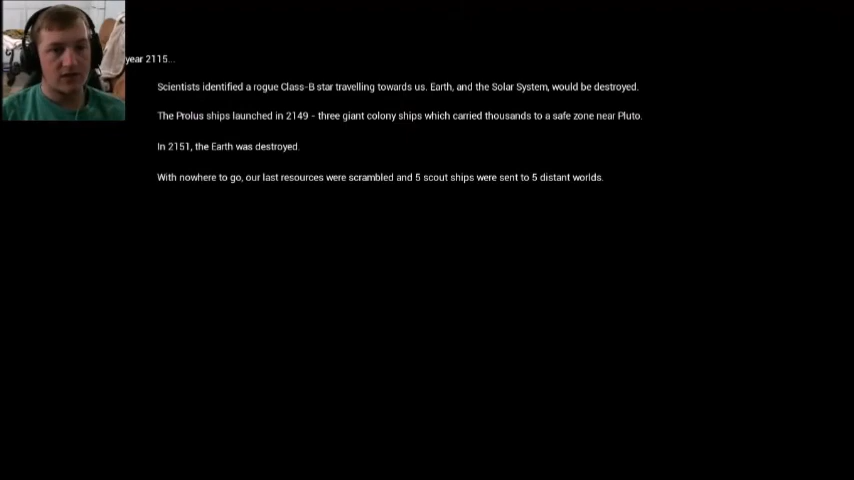 year 2115...
Scientists identified a rogue Class-B star travelling towards us. Earth, and the Solar System, would be destroyed.
The Prolus ships launched in 2149 - three giant colony ships which carried thousands to a safe zone near Pluto.
In 2151, the Earth was destroyed.
With nowhere to go, our last resources were scrambled and 5 scout ships were sent to 5 distant worlds.